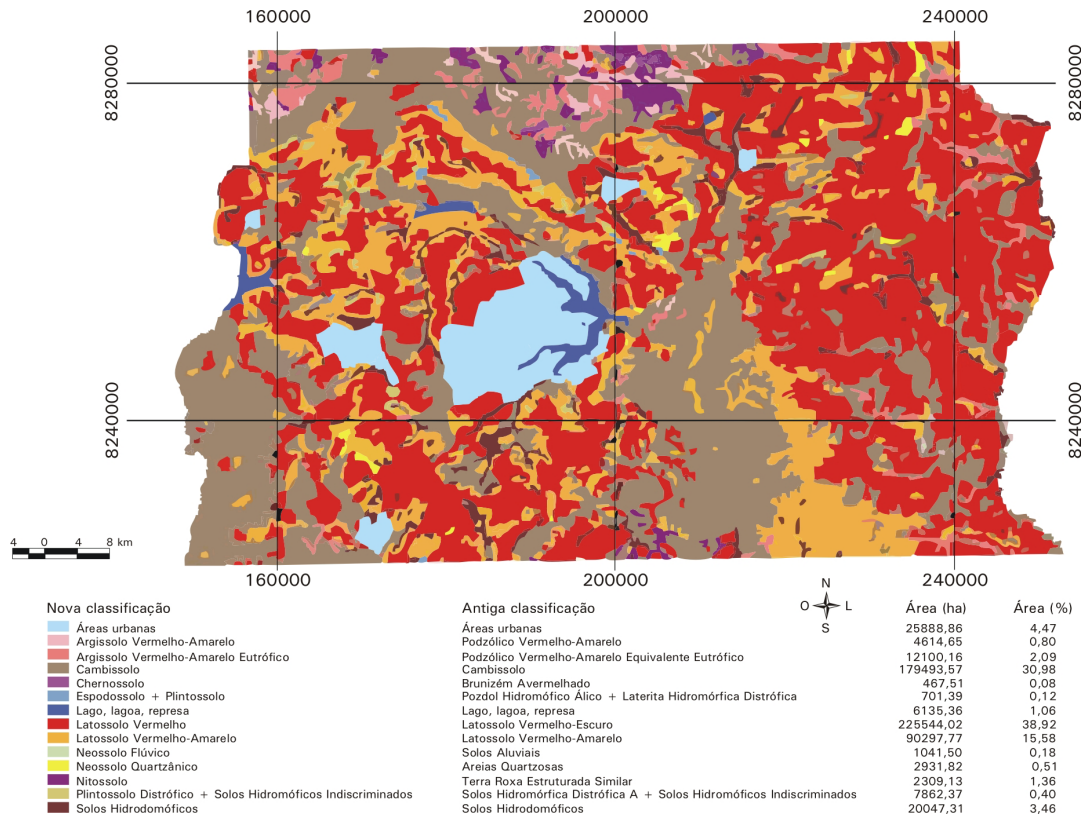 160000 200000 240000
8280000 8280000
8240000 8240000
4 0 4 8 km
160000 200000 240000
N
O L
S
Nova classificação Antiga classificação Área (ha) Área (%)
Áreas urbanas Áreas urbanas 25888,86 4,47
Argissolo Vermelho-Amarelo Podzólico Vermelho-Amarelo 4614,65 0,80
Argissolo Vermelho-Amarelo Eutrófico Podzólico Vermelho-Amarelo Equivalente Eutrófico 12100,16 2,09
Cambissolo Cambissolo 179493,57 30,98
Chernossolo Brunizém Avermelhado 467,51 0,08
Espodossolo + Plintossolo Pozdol Hidromófico Álico + Laterita Hidromórfica Distrófica 701,39 0,12
Lago, lagoa, represa Lago, lagoa, represa 6135,36 1,06
Latossolo Vermelho Latossolo Vermelho-Escuro 225544,02 38,92
Latossolo Vermelho-Amarelo Latossolo Vermelho-Amarelo 90297,77 15,58
Neossolo Flúvico Solos Aluviais 1041,50 0,18
Neossolo Quartzânico Areias Quartzosas 2931,82 0,51
Nitossolo Terra Roxa Estruturada Similar 2309,13 1,36
Plintossolo Distrófico + Solos Hidromóficos Indiscriminados Solos Hidromórfica Distrófica A + Solos Hidromóficos Indiscriminados 7862,37 0,40
Solos Hidrodomóficos Solos Hidrodomóficos 20047,31 3,46